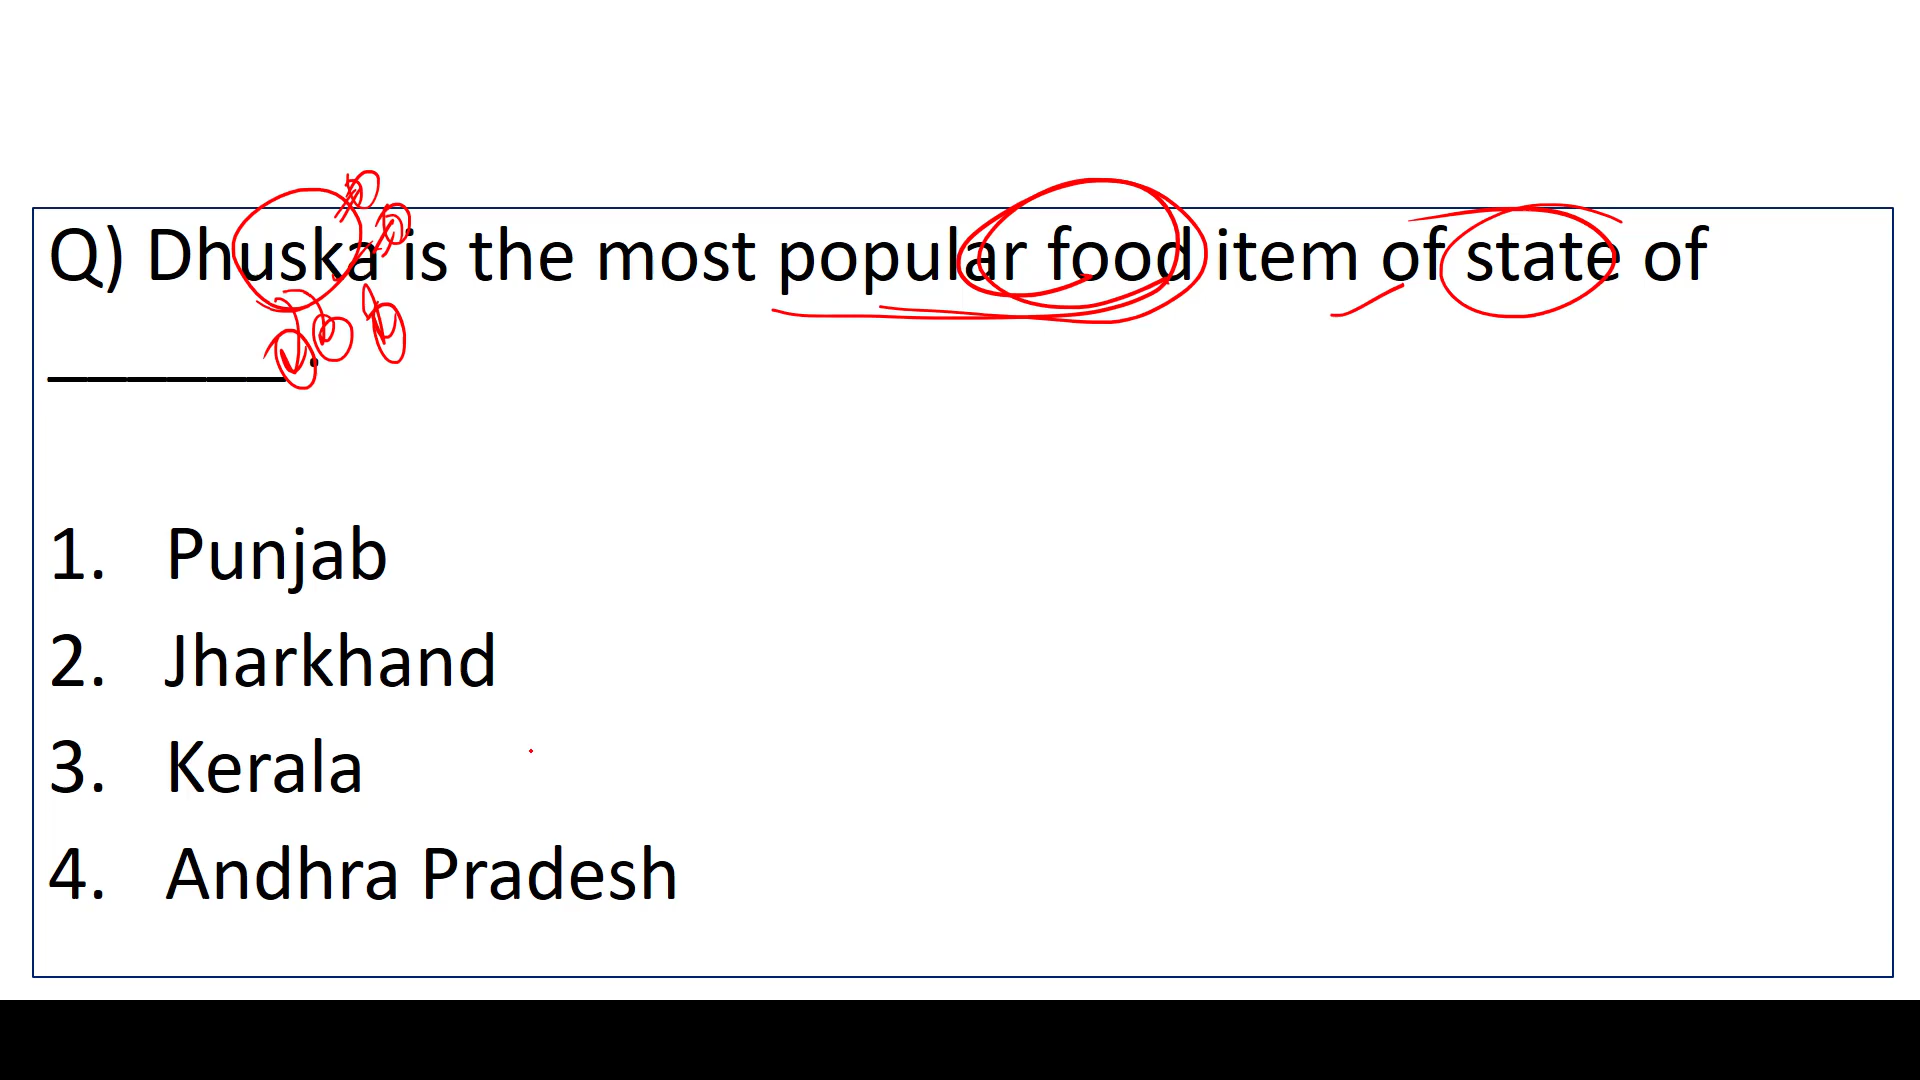 Q) Dhuska is the most popular food item of state of
______ .
1. Punjab
2. Jharkhand
3. Kerala
4. Andhra Pradesh